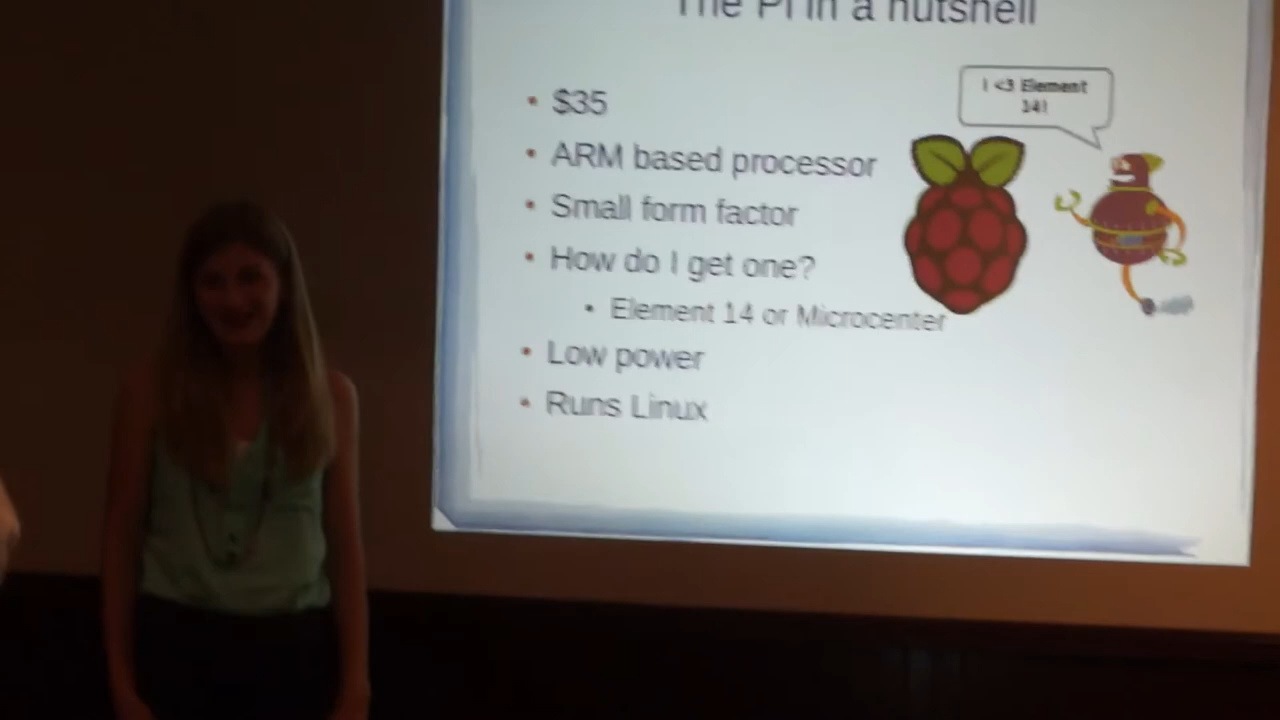 The Pi in a nutshell
I <3 Element
14!
• $35
• ARM based processor
• Small form factor
• How do I get one?
• Element 14 or Microcenter
• Low power
• Runs Linux